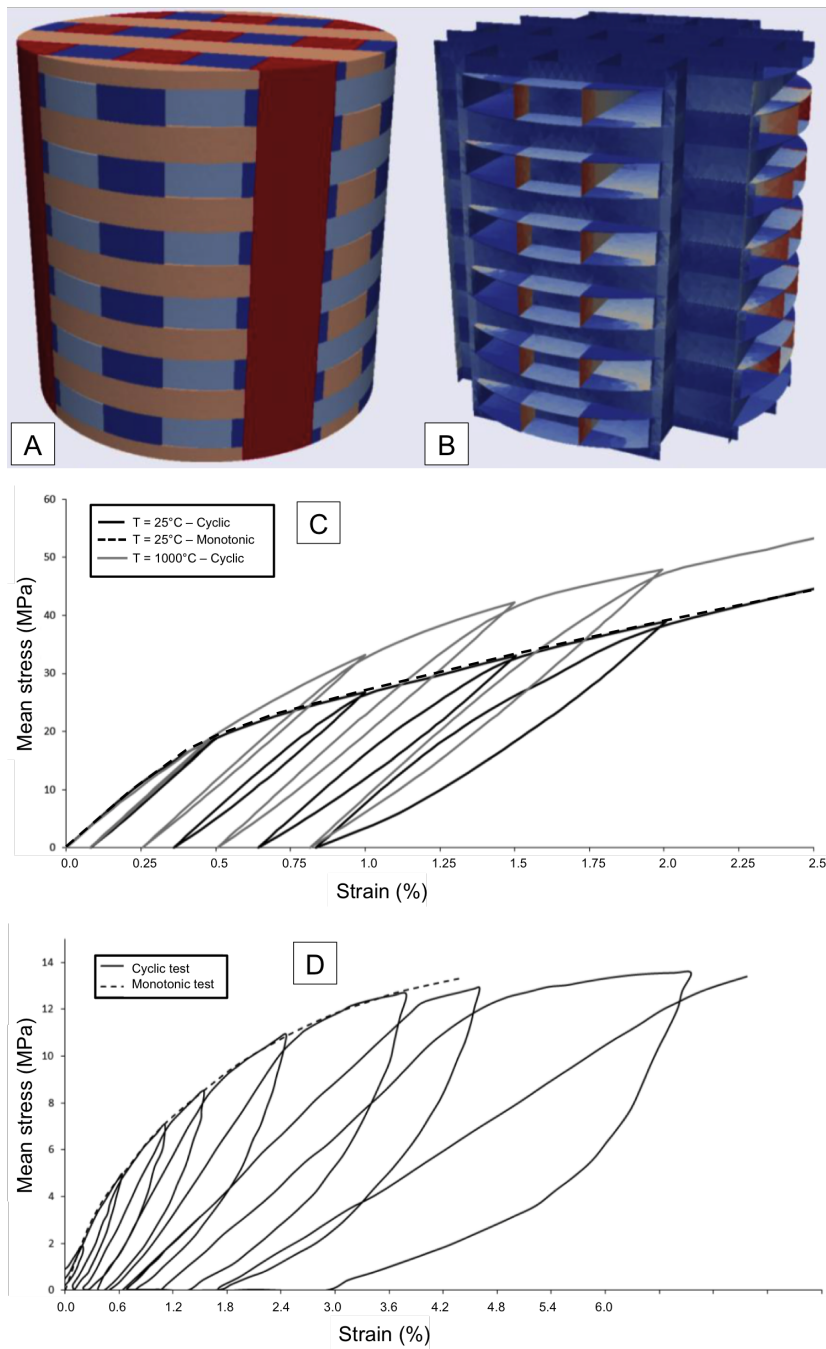 A
B
C
T = 25°C – Cyclic
T = 25°C – Monotonic
T = 1000°C – Cyclic
60
50
40
30
20
10
0
Mean stress (MPa)
0.0 0.25 0.5 0.75 1.0 1.25 1.5 1.75 2.0 2.25 2.5
Strain (%)
D
Cyclic test
Monotonic test
14
12
10
8
6
4
2
0
Mean stress (MPa)
0.0 0.6 1.2 1.8 2.4 3.0 3.6 4.2 4.8 5.4 6.0
Strain (%)